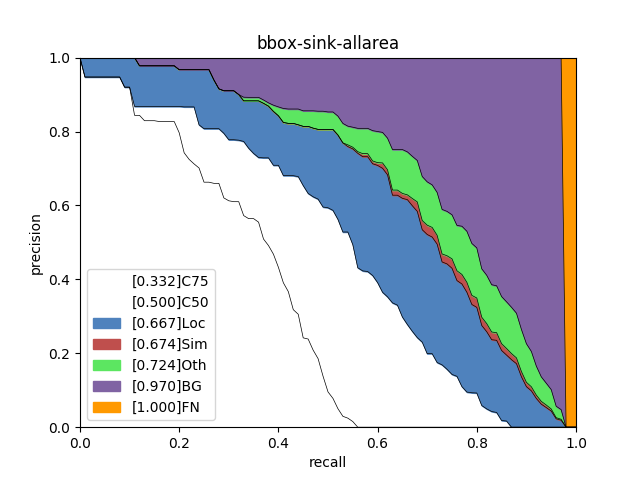 bbox-sink-allarea
1.0
0.8
0.6
0.4
0.2
0.0
precision
[0.332]C75
[0.500]C50
[0.667]Loc
[0.674]Sim
[0.724]Oth
[0.970]BG
[1.000]FN
0.0 0.2 0.4 0.6 0.8 1.0
recall